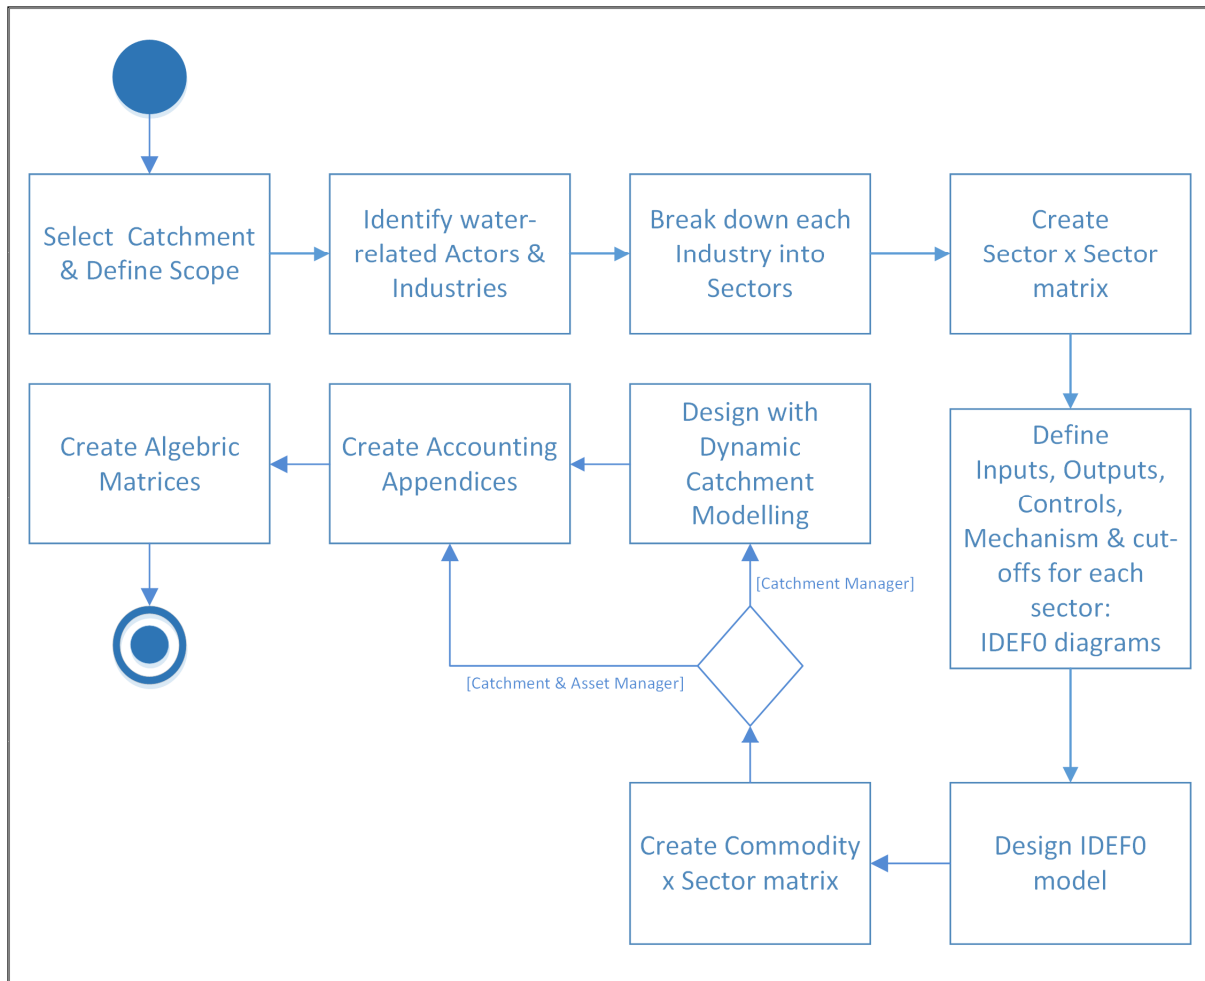 Select  Catchment
& Define Scope
Identify water-
related Actors &
Industries
Break down each
Industry into
Sectors
Create
Sector x Sector
matrix
Define
Inputs, Outputs,
Controls,
Mechanism & cut-
offs for each
sector:
IDEF0 diagrams
Design IDEF0
model
Create Commodity
x Sector matrix
[Catchment Manager]
[Catchment & Asset Manager]
Design with
Dynamic
Catchment
Modelling
Create Accounting
Appendices
Create Algebric
Matrices